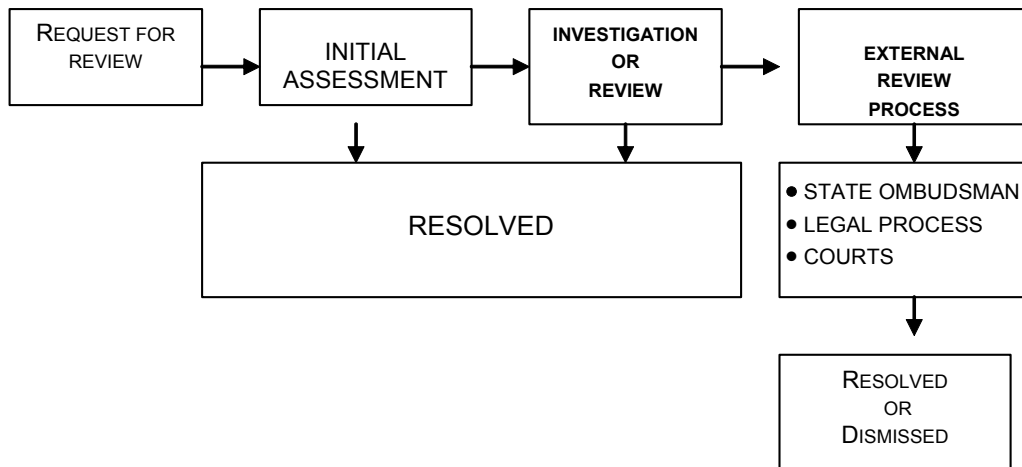 REQUEST FOR
REVIEW
INITIAL
ASSESSMENT
INVESTIGATION
OR
REVIEW
EXTERNAL
REVIEW
PROCESS
RESOLVED
● STATE OMBUDSMAN
● LEGAL PROCESS
● COURTS
RESOLVED
OR
DISMISSED